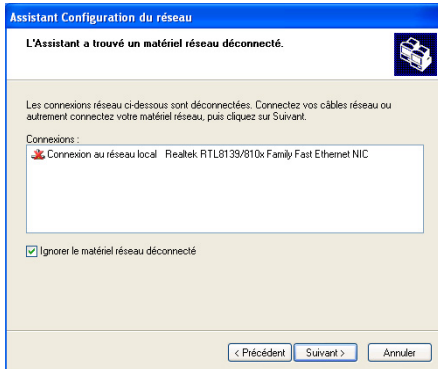 Assistant Configuration du réseau
L'Assistant a trouvé un matériel réseau déconnecté.
Les connexions réseau ci-dessous sont déconnectées. Connectez vos câbles réseau ou
autrement connectez votre matériel réseau, puis cliquez sur Suivant.
Connexions :
Connexion au réseau local Realtek RTL8139/810x Family Fast Ethernet NIC
Ignorer le matériel réseau déconnecté
< Précédent Suivant > Annuler